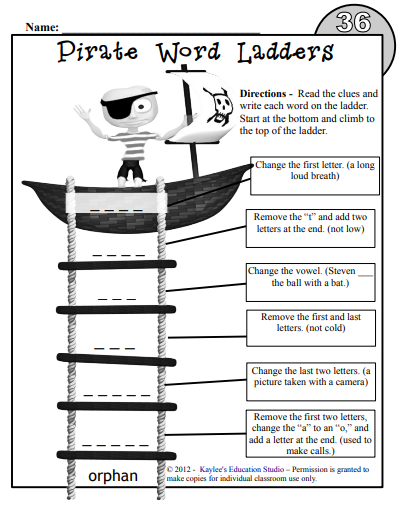 36
Name:
Pirate Word Ladders
Directions - Read the clues and
write each word on the ladder.
Start at the bottom and climb to
the top of the ladder.
Change the first letter. (a long
loud breath)
Remove the “t” and add two
letters at the end. (not low)
Change the vowel. (Steven ___
the ball with a bat.)
Remove the first and last
letters. (not cold)
Change the last two letters. (a
picture taken with a camera)
Remove the first two letters,
change the “a” to an “o,” and
add a letter at the end. (used to
make calls.)
orphan
© 2012 - Kaylee's Education Studio – Permission is granted to
make copies for individual classroom use only.